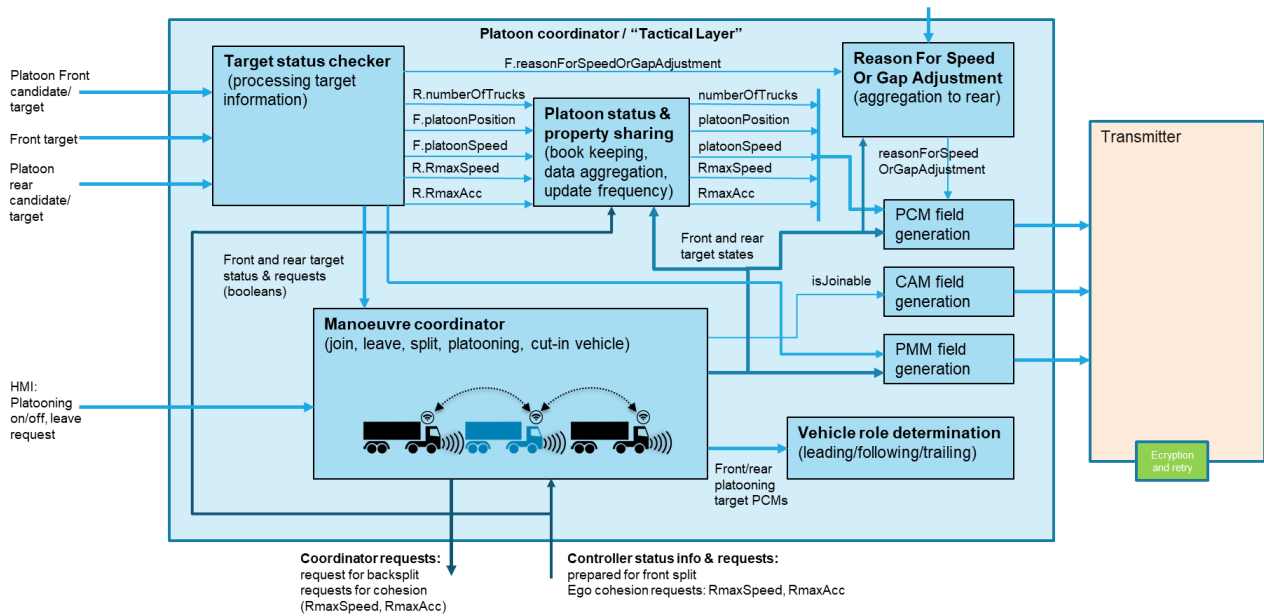 Platoon coordinator / “Tactical Layer”
Platoon Front
candidate/
target
Front target
Platoon
rear
candidate/
target
HMI:
Platooning
on/off, leave
request
Target status checker
(processing target
information)
F.reasonForSpeedOrGapAdjustment
R.numberOfTrucks
F.platoonPosition
F.platoonSpeed
R.RmaxSpeed
R.RmaxAcc
Platoon status &
property sharing
(book keeping,
data aggregation,
update frequency)
numberOfTrucks
platoonPosition
platoonSpeed
RmaxSpeed
RmaxAcc
Reason For Speed
Or Gap Adjustment
(aggregation to rear)
reasonForSpeed
OrGapAdjustment
PCM field
generation
CAM field
generation
PMM field
generation
Front and rear
target states
isJoinable
Front and rear target
status & requests
(booleans)
Manoeuvre coordinator
(join, leave, split, platooning, cut-in vehicle)
Vehicle role determination
(leading/following/trailing)
Front/rear
platooning
target PCMs
Transmitter
Ecryption
and retry
Coordinator requests:
request for backsplit
requests for cohesion
(RmaxSpeed, RmaxAcc)
Controller status info & requests:
prepared for front split
Ego cohesion requests: RmaxSpeed, RmaxAcc